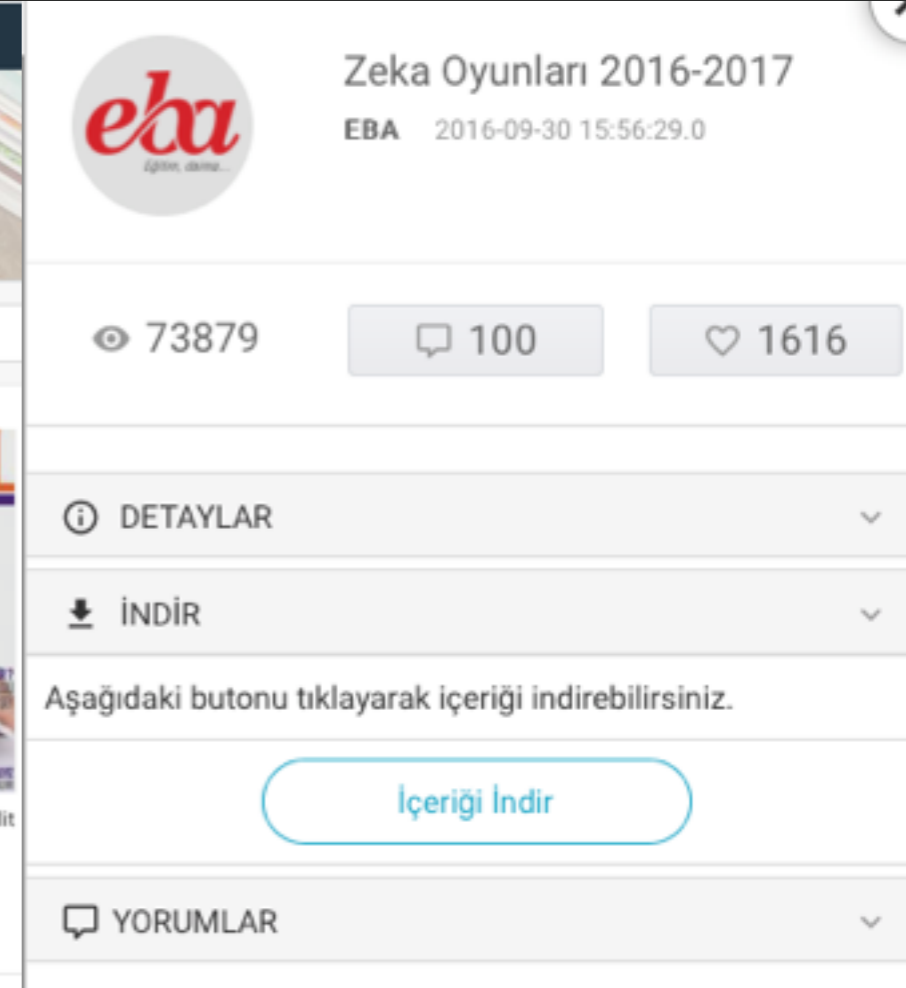 eba
Eğitim, daima...
Zeka Oyunları 2016-2017
EBA 2016-09-30 15:56:29.0
73879
100
1616
DETAYLAR
İNDİR
Aşağıdaki butonu tıklayarak içeriği indirebilirsiniz.
İçeriği İndir
YORUMLAR